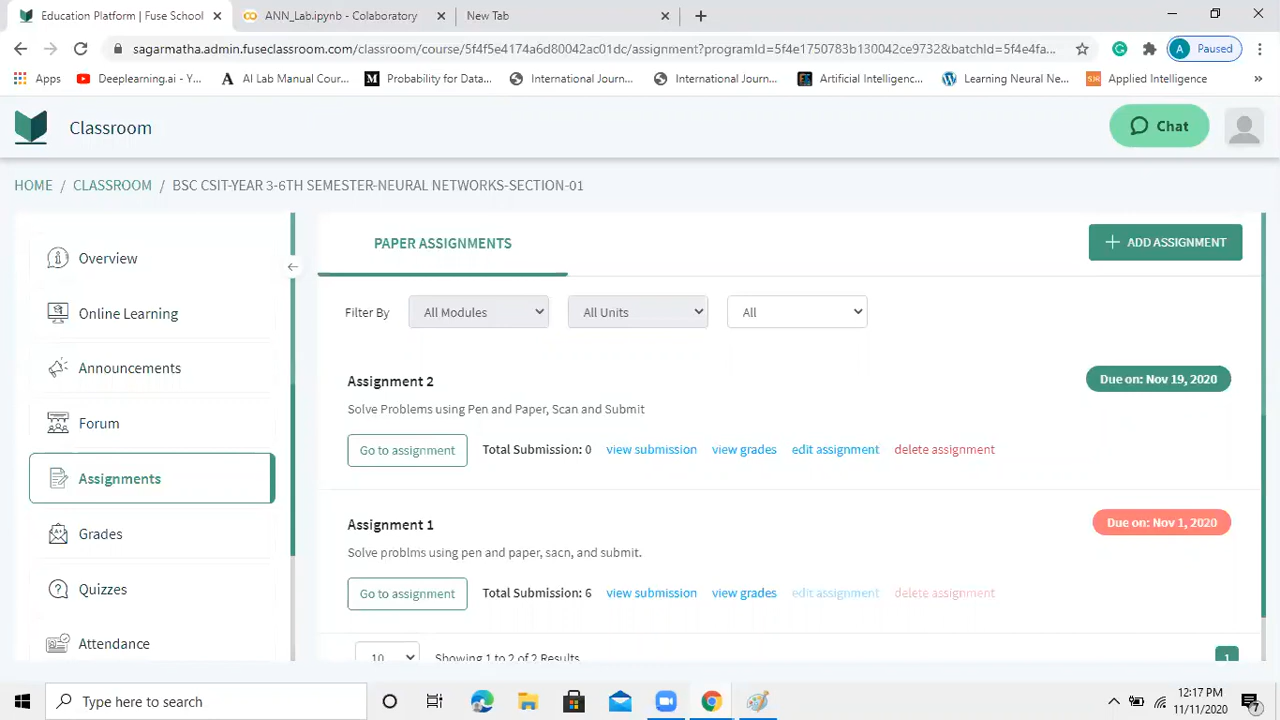 Education Platform | Fuse School
ANN_Lab.ipynb - Colaboratory
New Tab
sagarmatha.admin.fuseclassroom.com/classroom/course/5f4f5e4174a6d80042ac01dc/assignment?programId=5f4e1750783b130042ce9732&batchId=5f4e4fa...
A Paused
Apps
Deeplearning.ai - Y...
AI Lab Manual Cour...
Probability for Data...
International Journ...
International Journ...
Artificial Intelligenc...
Learning Neural Ne...
Applied Intelligence
»
Classroom
Chat
HOME / CLASSROOM / BSC CSIT-YEAR 3-6TH SEMESTER-NEURAL NETWORKS-SECTION-01
Overview
Online Learning
Announcements
Forum
Assignments
Grades
Quizzes
Attendance
PAPER ASSIGNMENTS
ADD ASSIGNMENT
Filter By All Modules All Units All
Assignment 2
Due on: Nov 19, 2020
Solve Problems using Pen and Paper, Scan and Submit
Go to assignment Total Submission: 0 view submission view grades edit assignment delete assignment
Assignment 1
Due on: Nov 1, 2020
Solve problms using pen and paper, sacn, and submit.
Go to assignment Total Submission: 6 view submission view grades edit assignment delete assignment
10 Showing 1 to 2 of 2 Results 1
Type here to search
12:17 PM
11/11/2020
7